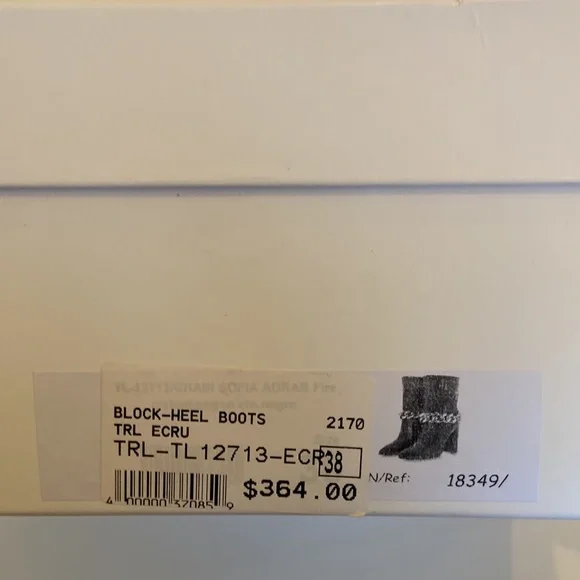 BLOCK-HEEL BOOTS 2170
TRL ECRU
TRL-TL12713-ECR
38
$364.00
N/Ref: 18349/